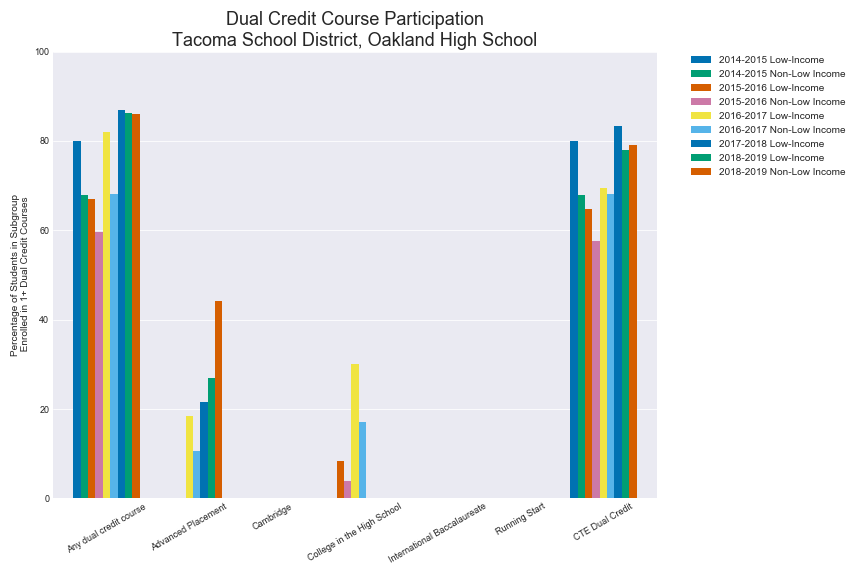 Dual Credit Course Participation
Tacoma School District, Oakland High School
100
80
60
40
20
0
Percentage of Students in Subgroup
Enrolled in 1+ Dual Credit Courses
Any dual credit course
Advanced Placement
Cambridge
College in the High School
International Baccalaureate
Running Start
CTE Dual Credit
2014-2015 Low-Income
2014-2015 Non-Low Income
2015-2016 Low-Income
2015-2016 Non-Low Income
2016-2017 Low-Income
2016-2017 Non-Low Income
2017-2018 Low-Income
2018-2019 Low-Income
2018-2019 Non-Low Income